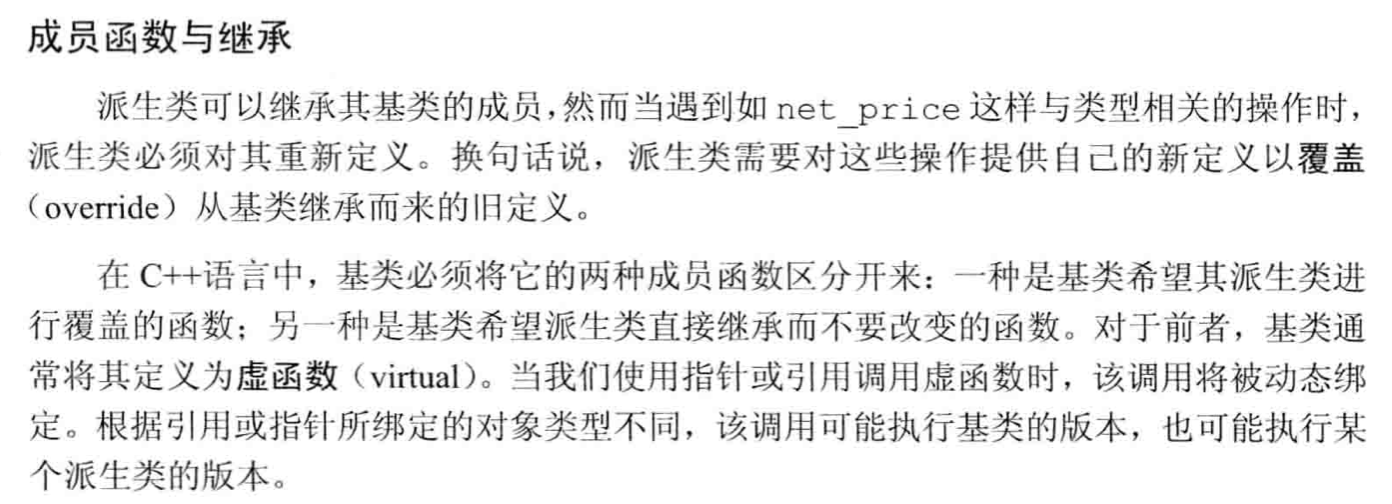 成员函数与继承
派生类可以继承其基类的成员,然而当遇到如 net_price 这样与类型相关的操作时,
派生类必须对其重新定义。换句话说，派生类需要对这些操作提供自己的新定义以覆盖
（override）从基类继承而来的旧定义。
在 C++语言中，基类必须将它的两种成员函数区分开来：一种是基类希望其派生类进
行覆盖的函数；另一种是基类希望派生类直接继承而不要改变的函数。对于前者，基类通
常将其定义为虚函数（virtual）。当我们使用指针或引用调用虚函数时，该调用将被动态绑
定。根据引用或指针所绑定的对象类型不同，该调用可能执行基类的版本，也可能执行某
个派生类的版本。